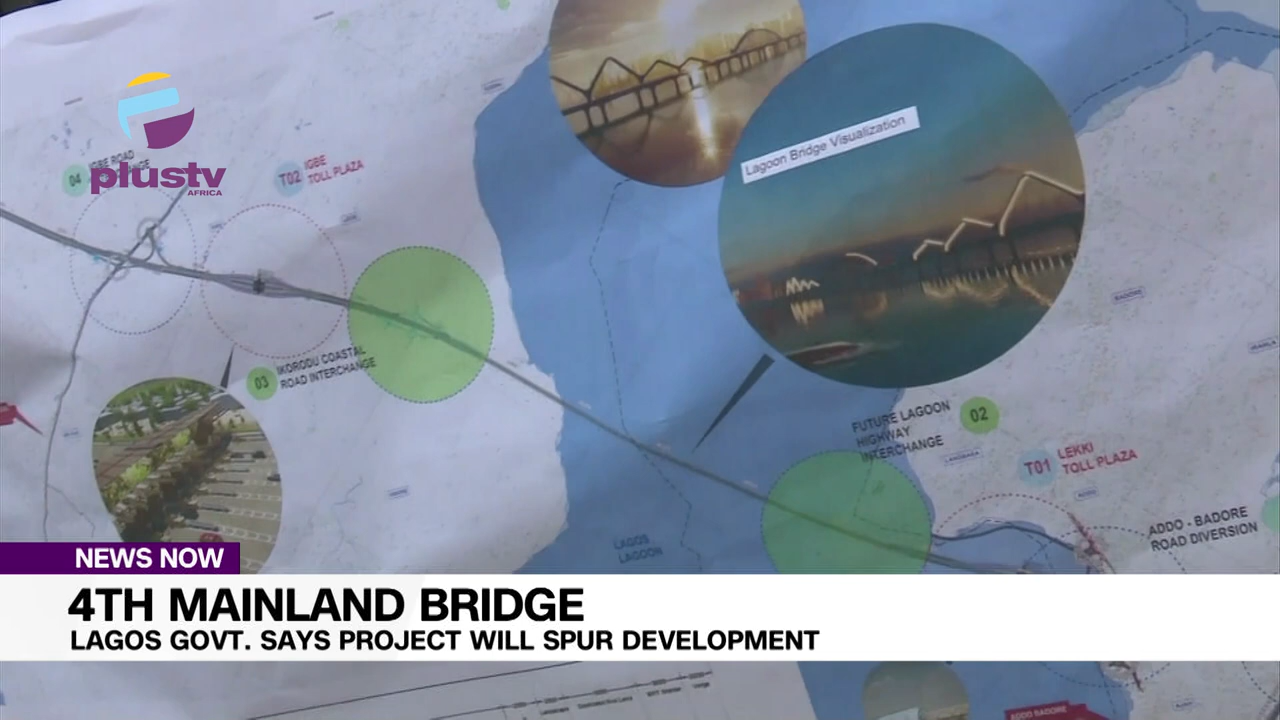 Lagoon Bridge Visualization
04
IGBE ROAD
plustv
AFRICA
T02
IGBE
TOLL PLAZA
03
IKORODU COASTAL
ROAD INTERCHANGE
FUTURE LAGOON
HIGHWAY
INTERCHANGE
02
T01
LEKKI
TOLL PLAZA
ADDO - BADORE
ROAD DIVERSION
LAGOS
LAGOON
NEWS NOW
4TH MAINLAND BRIDGE
LAGOS GOVT. SAYS PROJECT WILL SPUR DEVELOPMENT
ADDO BADORE